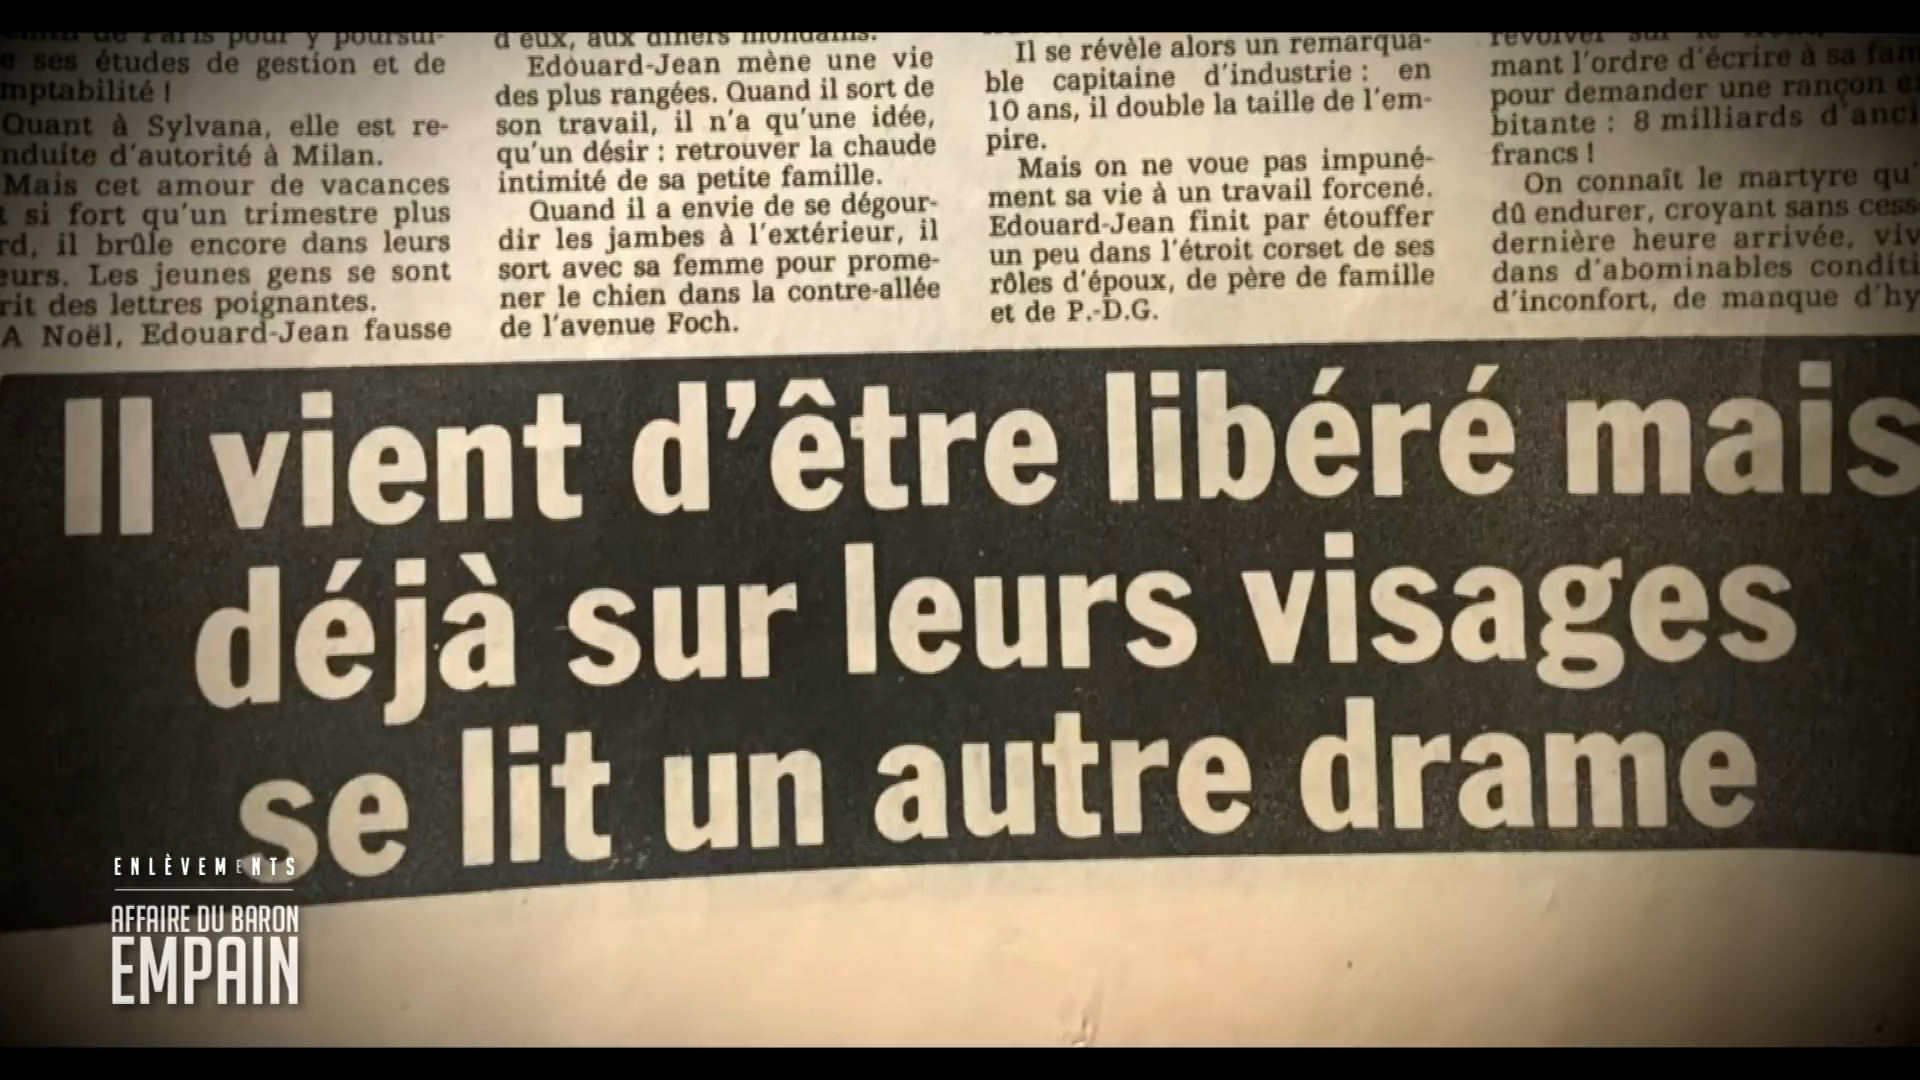 de Paris pour y poursui-
e ses études de gestion et de
mptabilité !
Quant à Sylvana, elle est re-
nduite d'autorité à Milan.
Mais cet amour de vacances
t si fort qu'un trimestre plus
rd, il brûle encore dans leurs
eurs. Les jeunes gens se sont
rit des lettres poignantes.
A Noël, Edouard-Jean fausse
d'eux, aux dîners mondains.
Edouard-Jean mène une vie
des plus rangées. Quand il sort de
son travail, il n'a qu'une idée,
qu'un désir : retrouver la chaude
intimité de sa petite famille.
Quand il a envie de se dégour-
dir les jambes à l'extérieur, il
sort avec sa femme pour prome-
ner le chien dans la contre-allée
de l'avenue Foch.
Il se révèle alors un remarqua-
ble capitaine d'industrie : en
10 ans, il double la taille de l'em-
pire.
Mais on ne voue pas impuné-
ment sa vie à un travail forcené.
Edouard-Jean finit par étouffer
un peu dans l'étroit corset de ses
rôles d'époux, de père de famille
et de P.-D.G.
revolver sur le
mant l'ordre d'écrire à sa fam
pour demander une rançon ex
bitante : 8 milliards d'anci
francs !
On connaît le martyre qu'
dû endurer, croyant sans cess
dernière heure arrivée, viv
dans d'abominables conditi
d'inconfort, de manque d'hy
Il vient d'être libéré mais
déjà sur leurs visages
se lit un autre drame
ENLÈVEMENTS
AFFAIRE DU BARON
EMPAIN